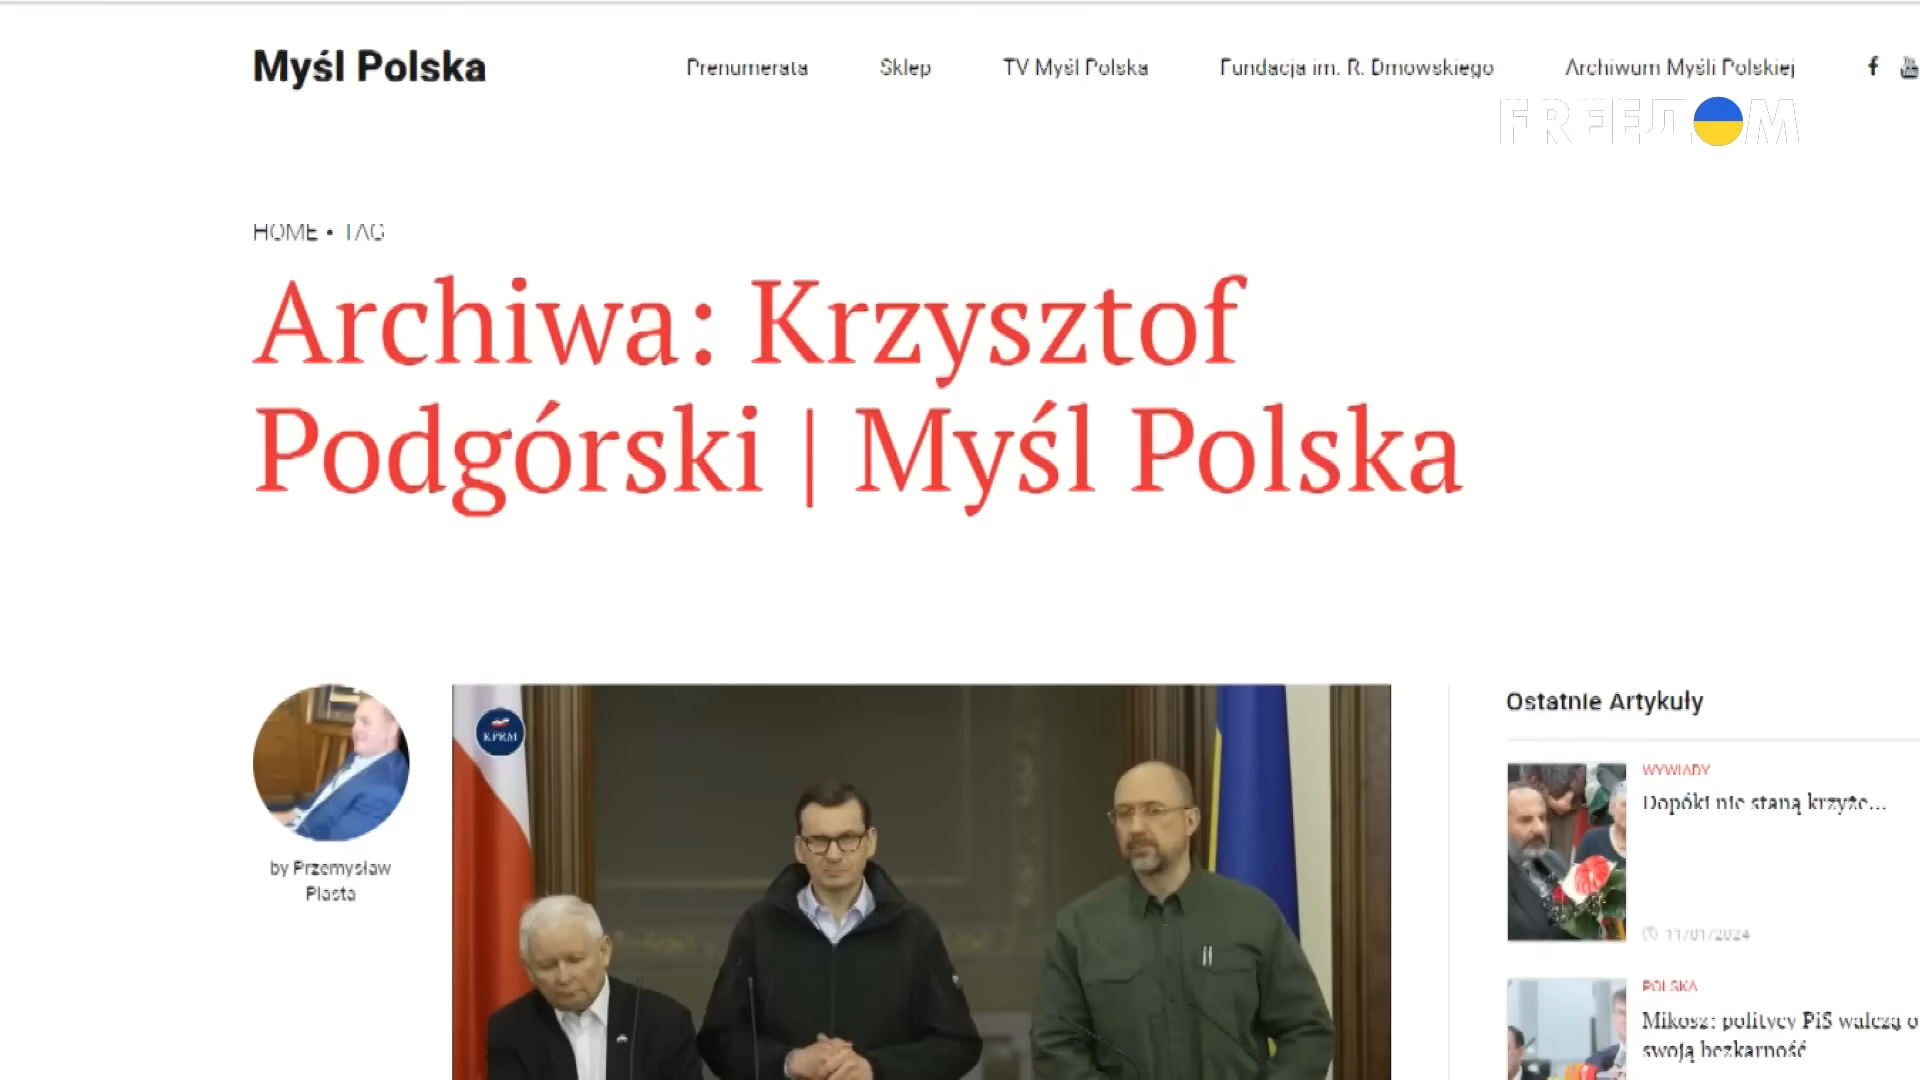 Myśl Polska
Prenumerata
Sklep
TV Myśl Polska
Fundacja im. R. Dmowskiego
Archiwum Myśli Polskiej
FREEДOM
HOME • TAG
Archiwa: Krzysztof
Podgórski | Myśl Polska
by Przemysław
Piasta
KPRM
Ostatnie Artykuły
WYWIADY
Dopóki nie staną krzyże...
11/01/2024
POLSKA
Mikosz: politycy PiS walczą o
swoją bezkarność